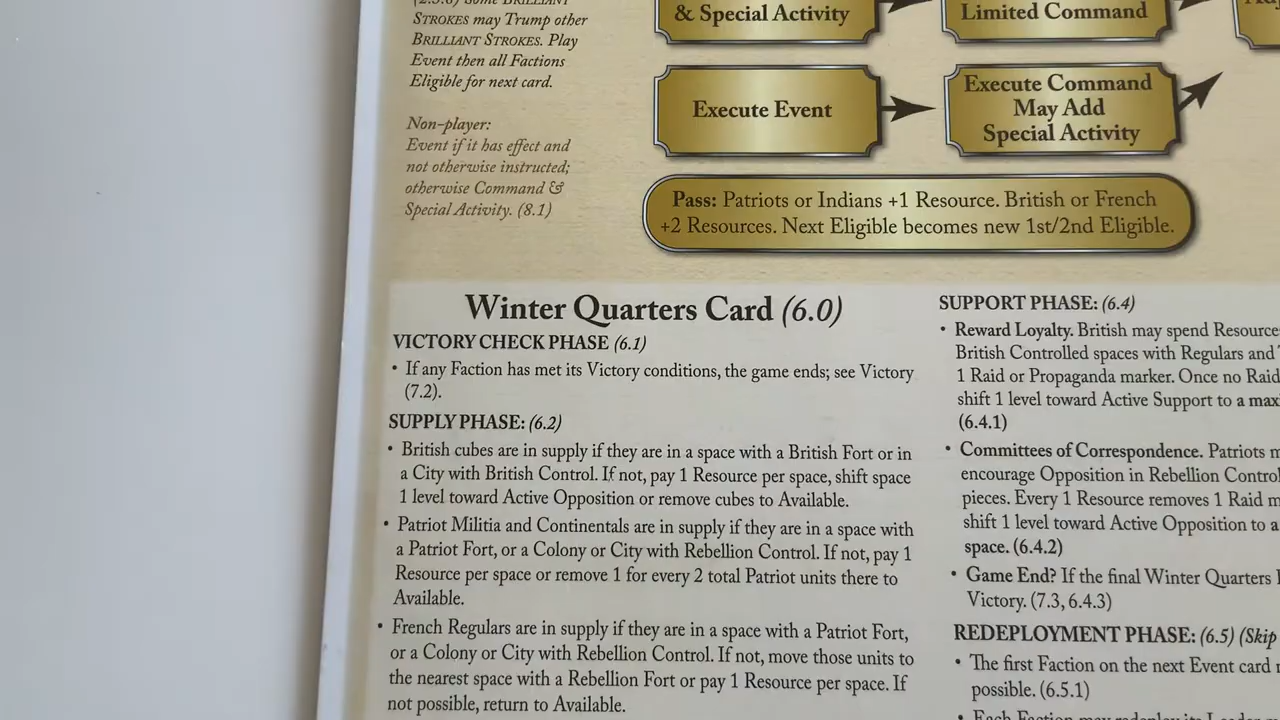 STROKES may Trump other
BRILLIANT STROKES. Play
Event then all Factions
Eligible for next card.
Non-player:
Event if it has effect and
not otherwise instructed;
otherwise Command &
Special Activity. (8.1)
& Special Activity
Limited Command
Execute Event
Execute Command
May Add
Special Activity
Pass: Patriots or Indians +1 Resource. British or French
+2 Resources. Next Eligible becomes new 1st/2nd Eligible.
Winter Quarters Card (6.0)
VICTORY CHECK PHASE (6.1)
• If any Faction has met its Victory conditions, the game ends; see Victory
(7.2).
SUPPLY PHASE: (6.2)
• British cubes are in supply if they are in a space with a British Fort or in
a City with British Control. If not, pay 1 Resource per space, shift space
1 level toward Active Opposition or remove cubes to Available.
• Patriot Militia and Continentals are in supply if they are in a space with
a Patriot Fort, or a Colony or City with Rebellion Control. If not, pay 1
Resource per space or remove 1 for every 2 total Patriot units there to
Available.
• French Regulars are in supply if they are in a space with a Patriot Fort,
or a Colony or City with Rebellion Control. If not, move those units to
the nearest space with a Rebellion Fort or pay 1 Resource per space. If
not possible, return to Available.
SUPPORT PHASE: (6.4)
• Reward Loyalty. British may spend Resource
British Controlled spaces with Regulars and
1 Raid or Propaganda marker. Once no Raid
shift 1 level toward Active Support to a
(6.4.1)
• Committees of Correspondence. Patriots
encourage Opposition in Rebellion Control
pieces. Every 1 Resource removes 1 Raid
shift 1 level toward Active Opposition to a
space. (6.4.2)
• Game End? If the final Winter Quarters
Victory. (7.3, 6.4.3)
REDEPLOYMENT PHASE: (6.5) (Skip
• The first Faction on the next Event card
possible. (6.5.1)